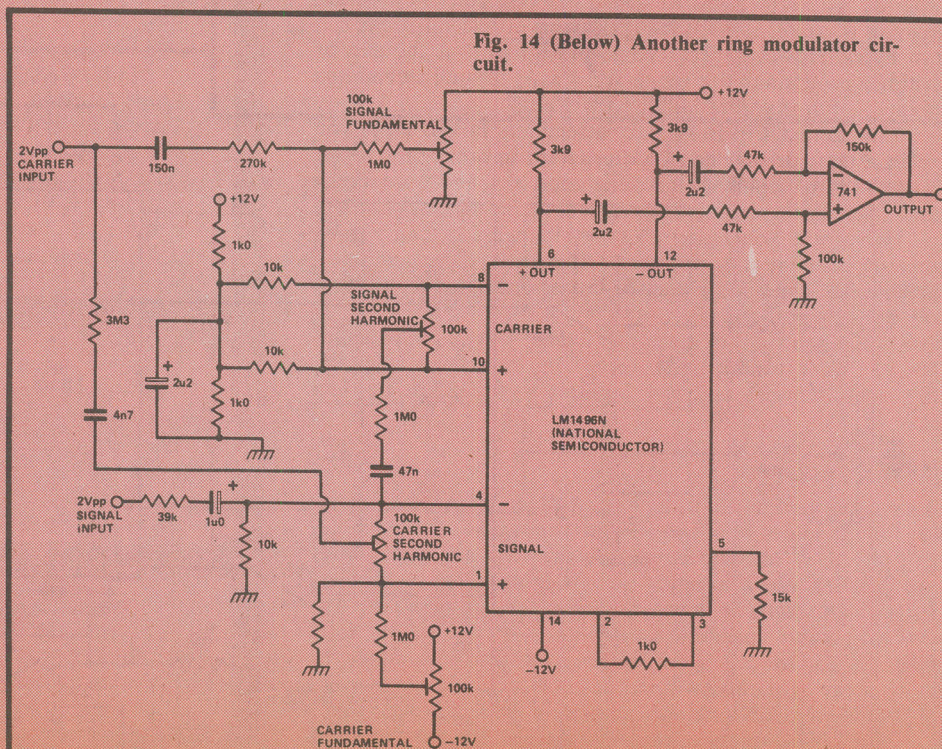 Fig. 14 (Below) Another ring modulator cir-
cuit.
+12V
100k
SIGNAL
FUNDAMENTAL
2Vpp
CARRIER
INPUT
150n
270k
1M0
3k9
3k9
150k
47k
2u2
+
741
-
+
OUTPUT
+
2u2
47k
100k
+12V
1k0
10k
6
+ OUT
12
- OUT
8
-
SIGNAL
SECOND
HARMONIC
100k
CARRIER
3M3
+
2u2
10k
10
+
1k0
1M0
LM1496N
(NATIONAL
SEMICONDUCTOR)
4n7
47n
2Vpp
SIGNAL
INPUT
39k
+
1u0
4
-
10k
100k
CARRIER
SECOND
HARMONIC
SIGNAL
5
1
+
15k
1M0
+12V
14
2
3
-12V
1k0
100k
CARRIER
FUNDAMENTAL
-12V